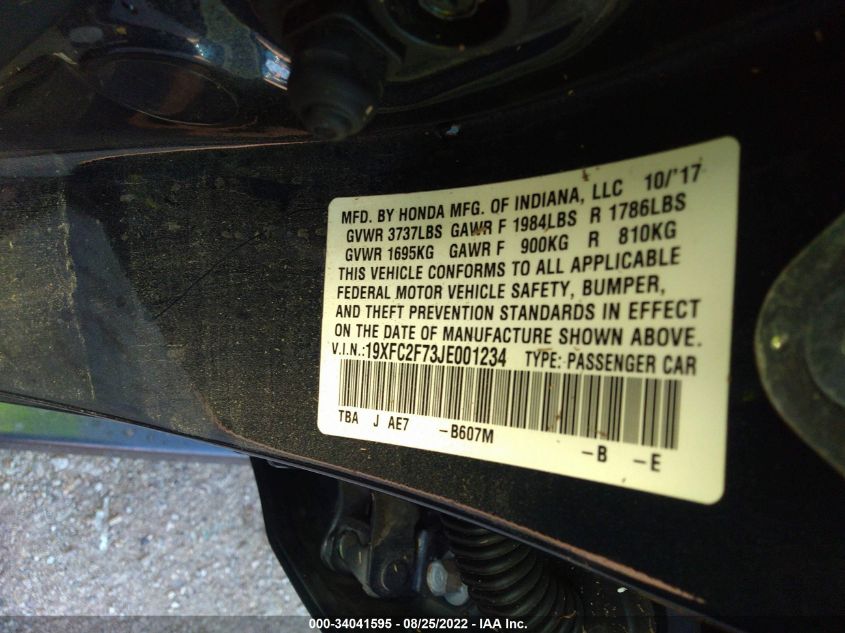 MFD. BY HONDA MFG. OF INDIANA, LLC 10/'17
GVWR 3737LBS GAWR F 1984LBS R 1786LBS
GVWR 1695KG GAWR F 900KG R 810KG
THIS VEHICLE CONFORMS TO ALL APPLICABLE
FEDERAL MOTOR VEHICLE SAFETY, BUMPER,
AND THEFT PREVENTION STANDARDS IN EFFECT
ON THE DATE OF MANUFACTURE SHOWN ABOVE.
V.I.N.:19XFC2F73JE001234 TYPE: PASSENGER CAR
TBA J AE7 -B607M
-B -E
000-34041595 - 08/25/2022 - IAA Inc.